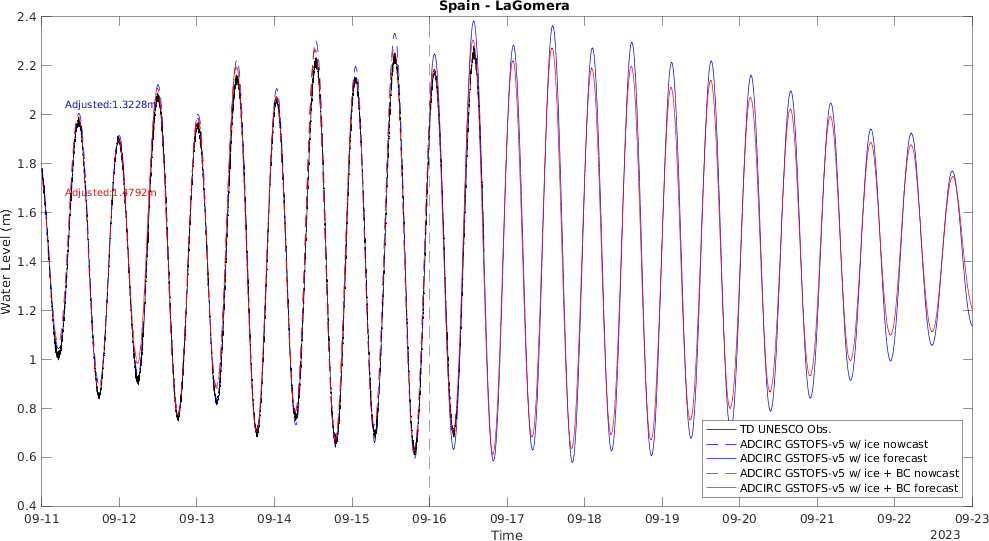 Spain - LaGomera
2.4
2.2
2
1.8
1.6
1.4
1.2
1
0.8
0.6
0.4
Water Level (m)
Adjusted:1.3228m
Adjusted:1.4792m
TD UNESCO Obs.
ADCIRC GSTOFS-v5 w/ ice nowcast
ADCIRC GSTOFS-v5 w/ ice forecast
ADCIRC GSTOFS-v5 w/ ice + BC nowcast
ADCIRC GSTOFS-v5 w/ ice + BC forecast
09-11 09-12 09-13 09-14 09-15 09-16 09-17 09-18 09-19 09-20 09-21 09-22 09-23
Time 2023